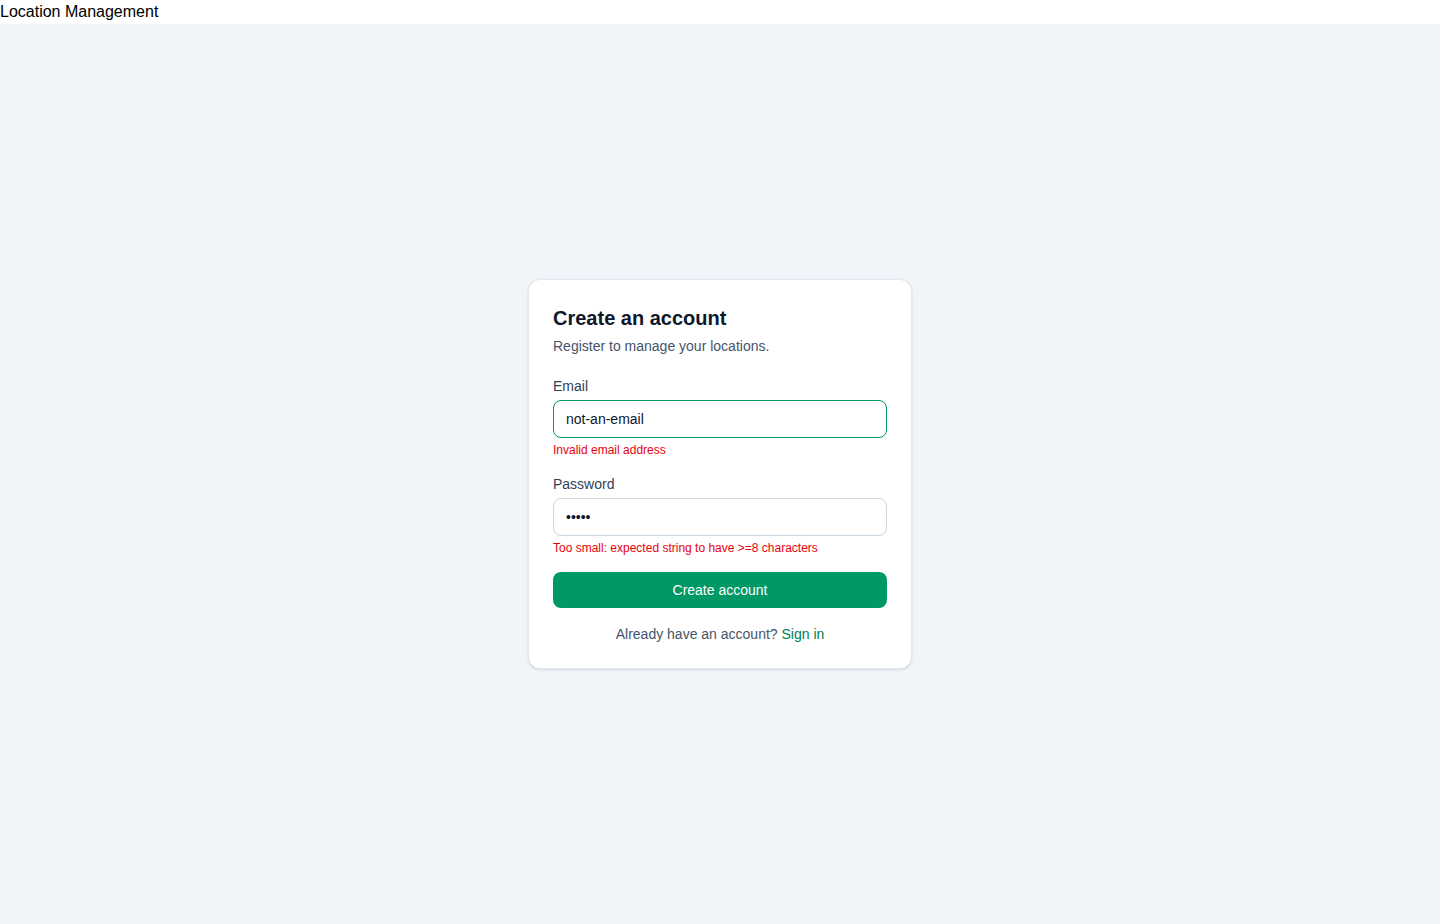 Location Management
Create an account
Register to manage your locations.
Email
not-an-email
Invalid email address
Password
•••••
Too small: expected string to have >=8 characters
Create account
Already have an account? Sign in